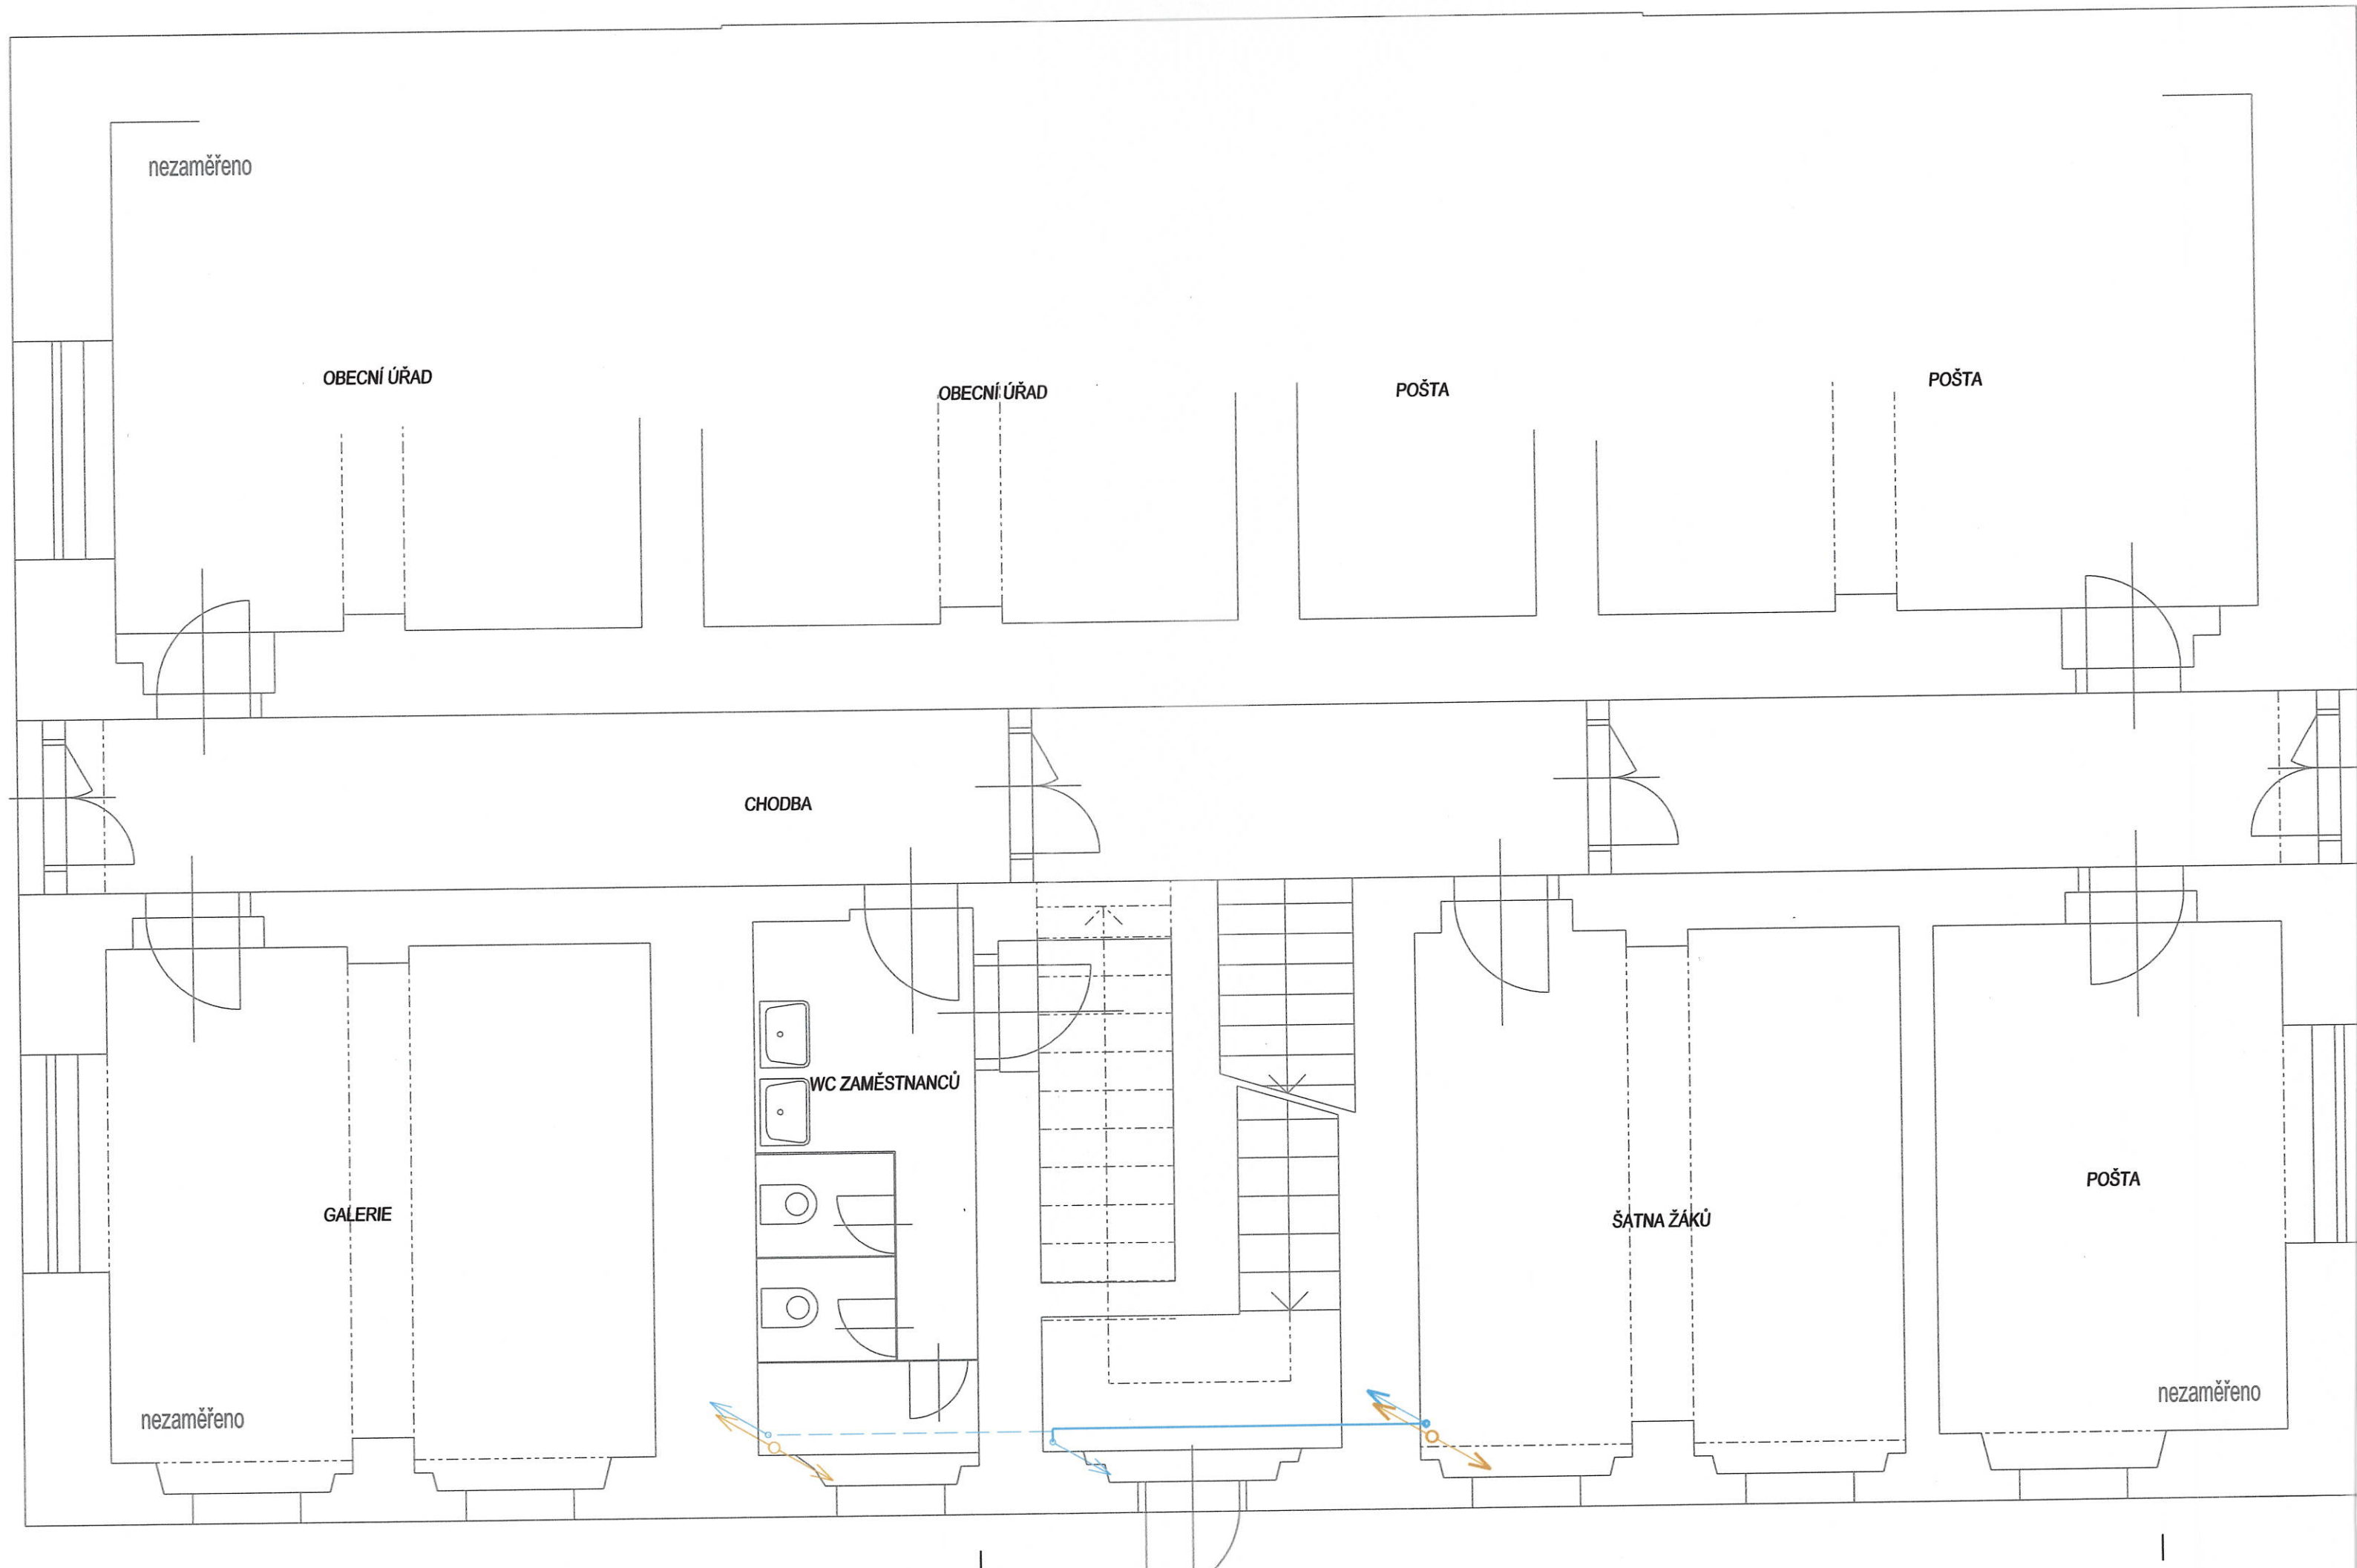 nezaměřeno
OBECNÍ ÚŘAD
OBECNÍ ÚŘAD
POŠTA
POŠTA
CHODBA
WC ZAMĚSTNANCŮ
GALERIE
ŠATNA ŽÁKŮ
POŠTA
nezaměřeno
nezaměřeno